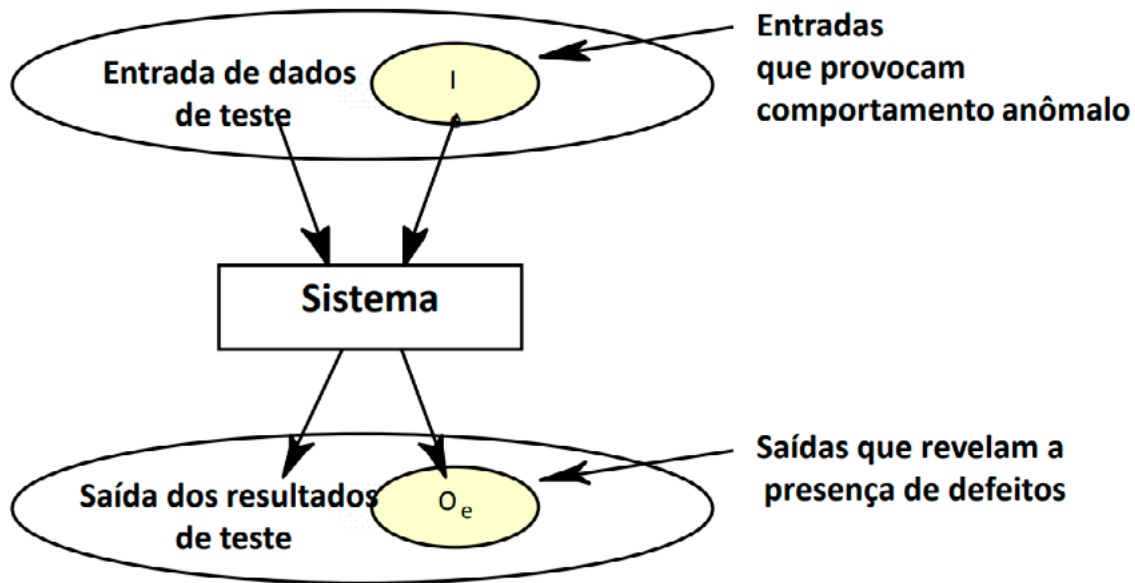 Entradas
que provocam
comportamento anômalo
Entrada de dados
de teste
I
e
Sistema
Saídas que revelam a
presença de defeitos
Saída dos resultados
de teste
O e